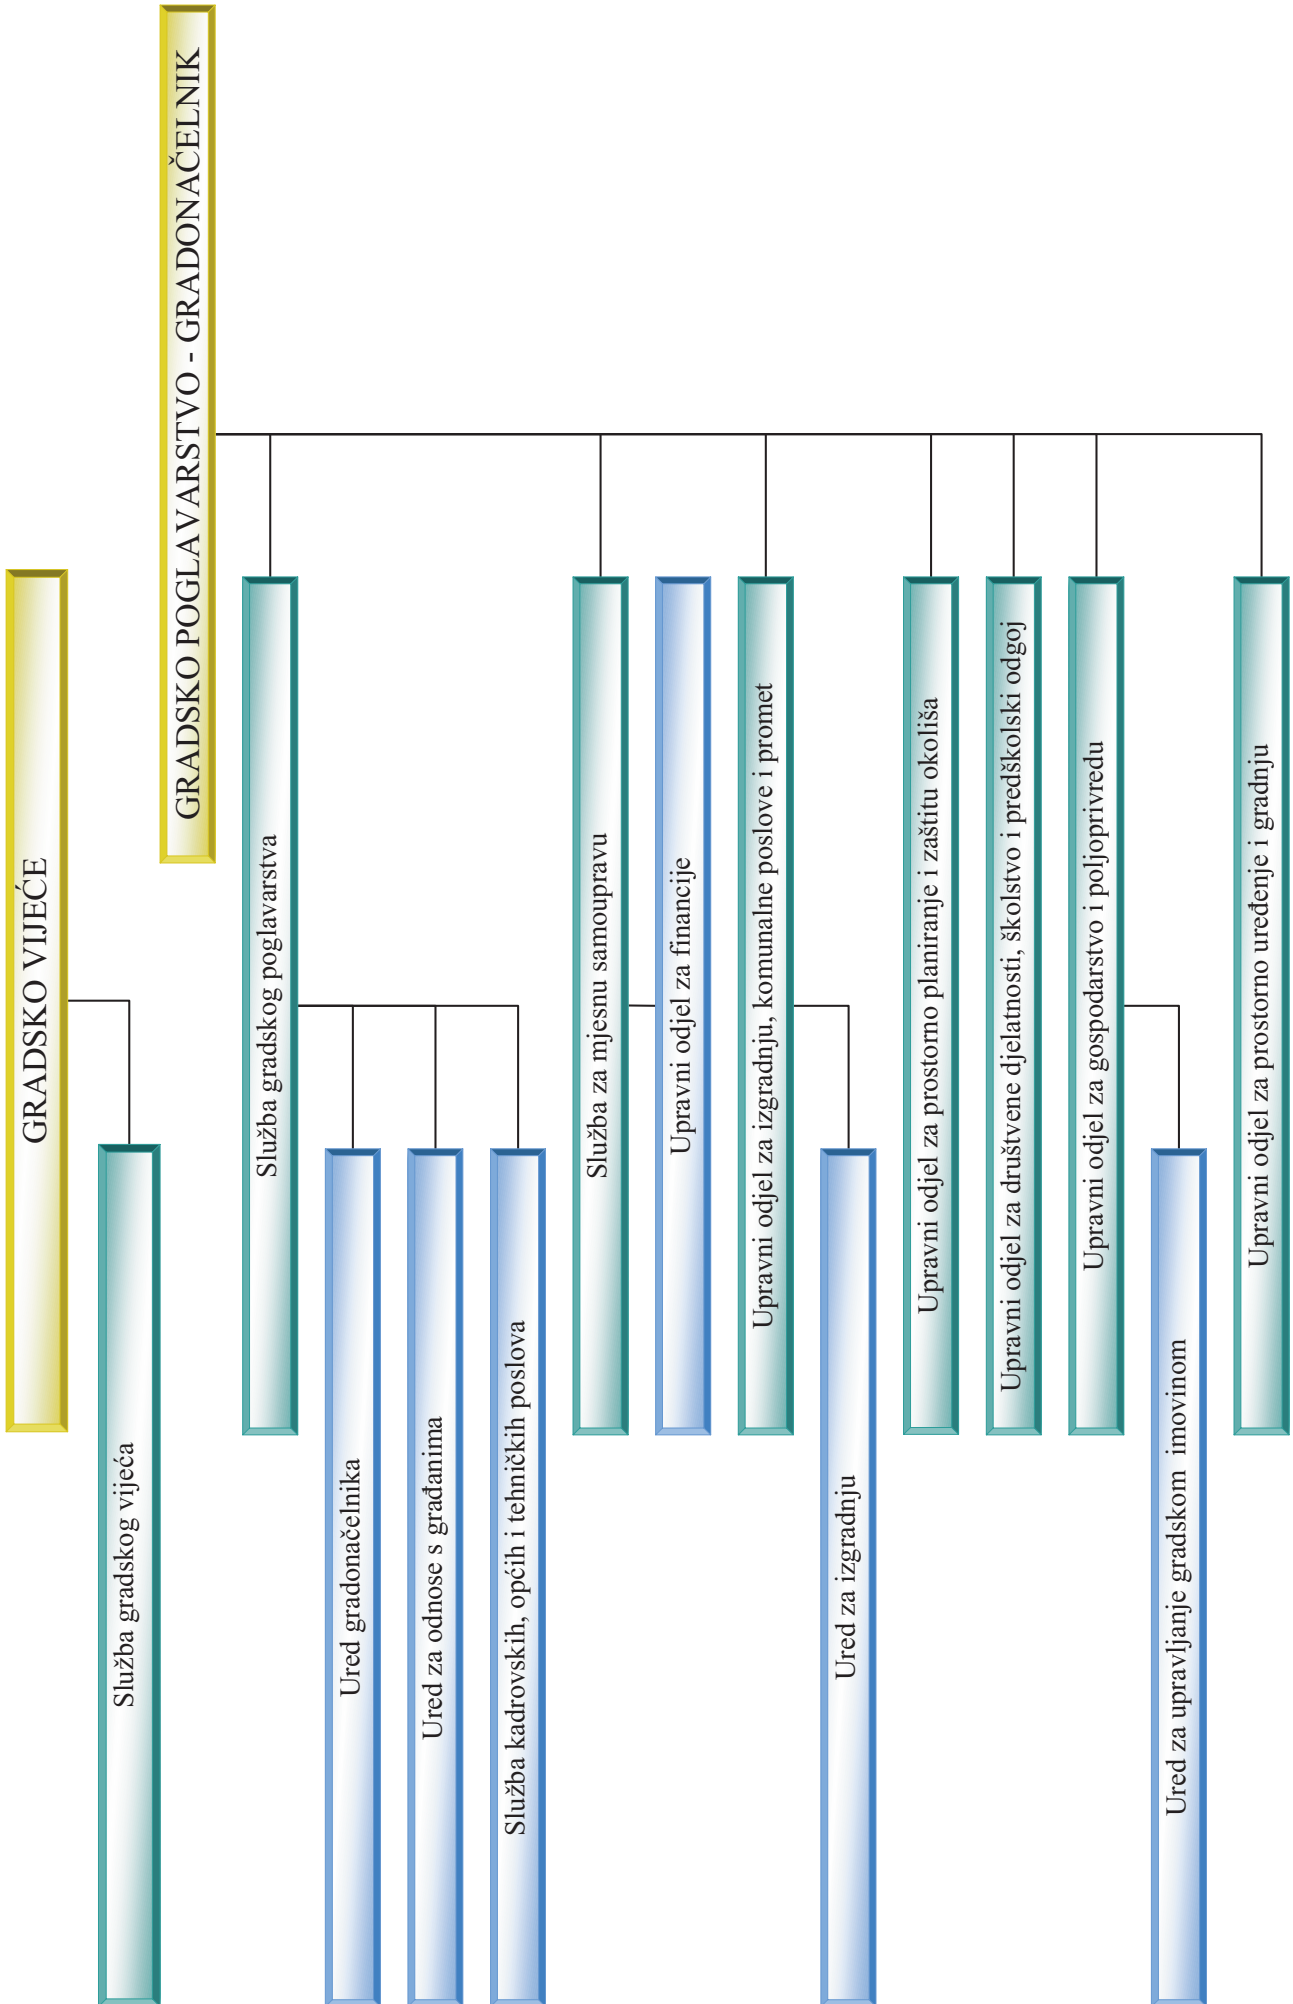 GRADSKO VIJEĆE
Služba gradskog vijeća
GRADSKO POGLAVARSTVO - GRADONAČELNIK
Služba gradskog poglavarstva
Ured gradonačelnika
Ured za odnose s građanima
Služba kadrovskih, općih i tehničkih poslova
Služba za mjesnu samoupravu
Upravni odjel za financije
Upravni odjel za izgradnju, komunalne poslove i promet
Ured za izgradnju
Upravni odjel za prostorno planiranje i zaštitu okoliša
Upravni odjel za društvene djelatnosti, školstvo i predškolski odgoj
Upravni odjel za gospodarstvo i poljoprivredu
Ured za upravljanje gradskom imovinom
Upravni odjel za prostorno uređenje i gradnju